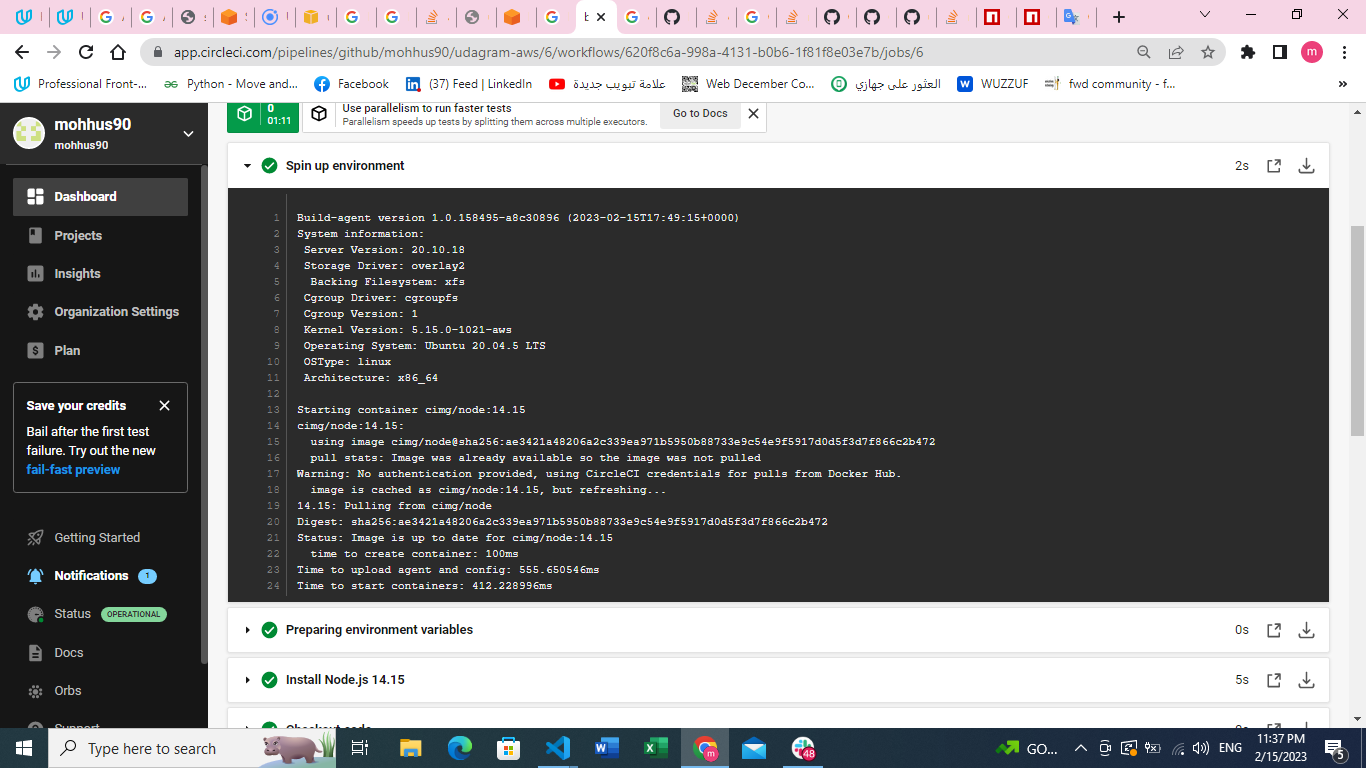 app.circleci.com/pipelines/github/mohhus90/udagram-aws/6/workflows/620f8c6a-998a-4131-b0b6-1f81f8e03e7b/jobs/6
m
Professional Front-...
Python - Move and...
Facebook
(37) Feed | LinkedIn
علامة تبويب جديدة
Web December Co...
العثور على جهازي
W
WUZZUF
fwd community - f...
»
mohhus90
mohhus90
Dashboard
Projects
Insights
Organization Settings
Plan
Save your credits
Bail after the first test
failure. Try out the new
fail-fast preview
Getting Started
Notifications 1
Status OPERATIONAL
Docs
Orbs
Support
0
01:11
Use parallelism to run faster tests
Parallelism speeds up tests by splitting them across multiple executors.
Go to Docs
Spin up environment 2s
1 Build-agent version 1.0.158495-a8c30896 (2023-02-15T17:49:15+0000)
2 System information:
3 Server Version: 20.10.18
4 Storage Driver: overlay2
5 Backing Filesystem: xfs
6 Cgroup Driver: cgroupfs
7 Cgroup Version: 1
8 Kernel Version: 5.15.0-1021-aws
9 Operating System: Ubuntu 20.04.5 LTS
10 OSType: linux
11 Architecture: x86_64
12
13 Starting container cimg/node:14.15
14 cimg/node:14.15:
15 using image cimg/node@sha256:ae3421a48206a2c339ea971b5950b88733e9c54e9f5917d0d5f3d7f866c2b472
16 pull stats: Image was already available so the image was not pulled
17 Warning: No authentication provided, using CircleCI credentials for pulls from Docker Hub.
18 image is cached as cimg/node:14.15, but refreshing...
19 14.15: Pulling from cimg/node
20 Digest: sha256:ae3421a48206a2c339ea971b5950b88733e9c54e9f5917d0d5f3d7f866c2b472
21 Status: Image is up to date for cimg/node:14.15
22 time to create container: 100ms
23 Time to upload agent and config: 555.650546ms
24 Time to start containers: 412.228996ms
Preparing environment variables 0s
Install Node.js 14.15 5s
Checkout code
Type here to search
48
GO...
ENG
11:37 PM
2/15/2023
5